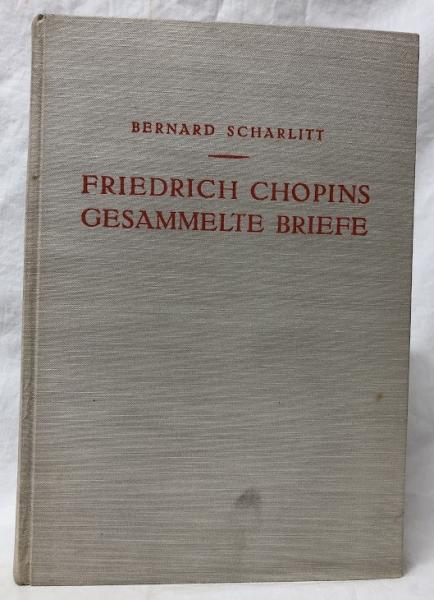 BERNARD SCHARLITT
FRIEDRICH CHOPINS
GESAMMELTE BRIEFE